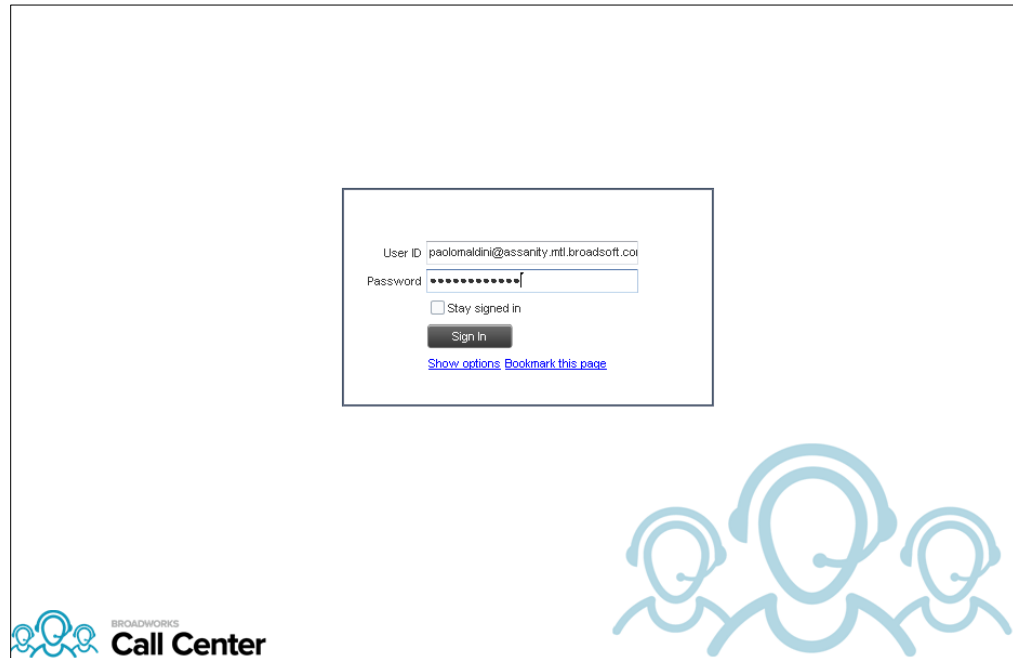 User ID paolomaldini@assanity.mtl.broadsoft.co
Password ••••••••••••
Stay signed in
Sign In
Show options Bookmark this page
BROADWORKS
Call Center